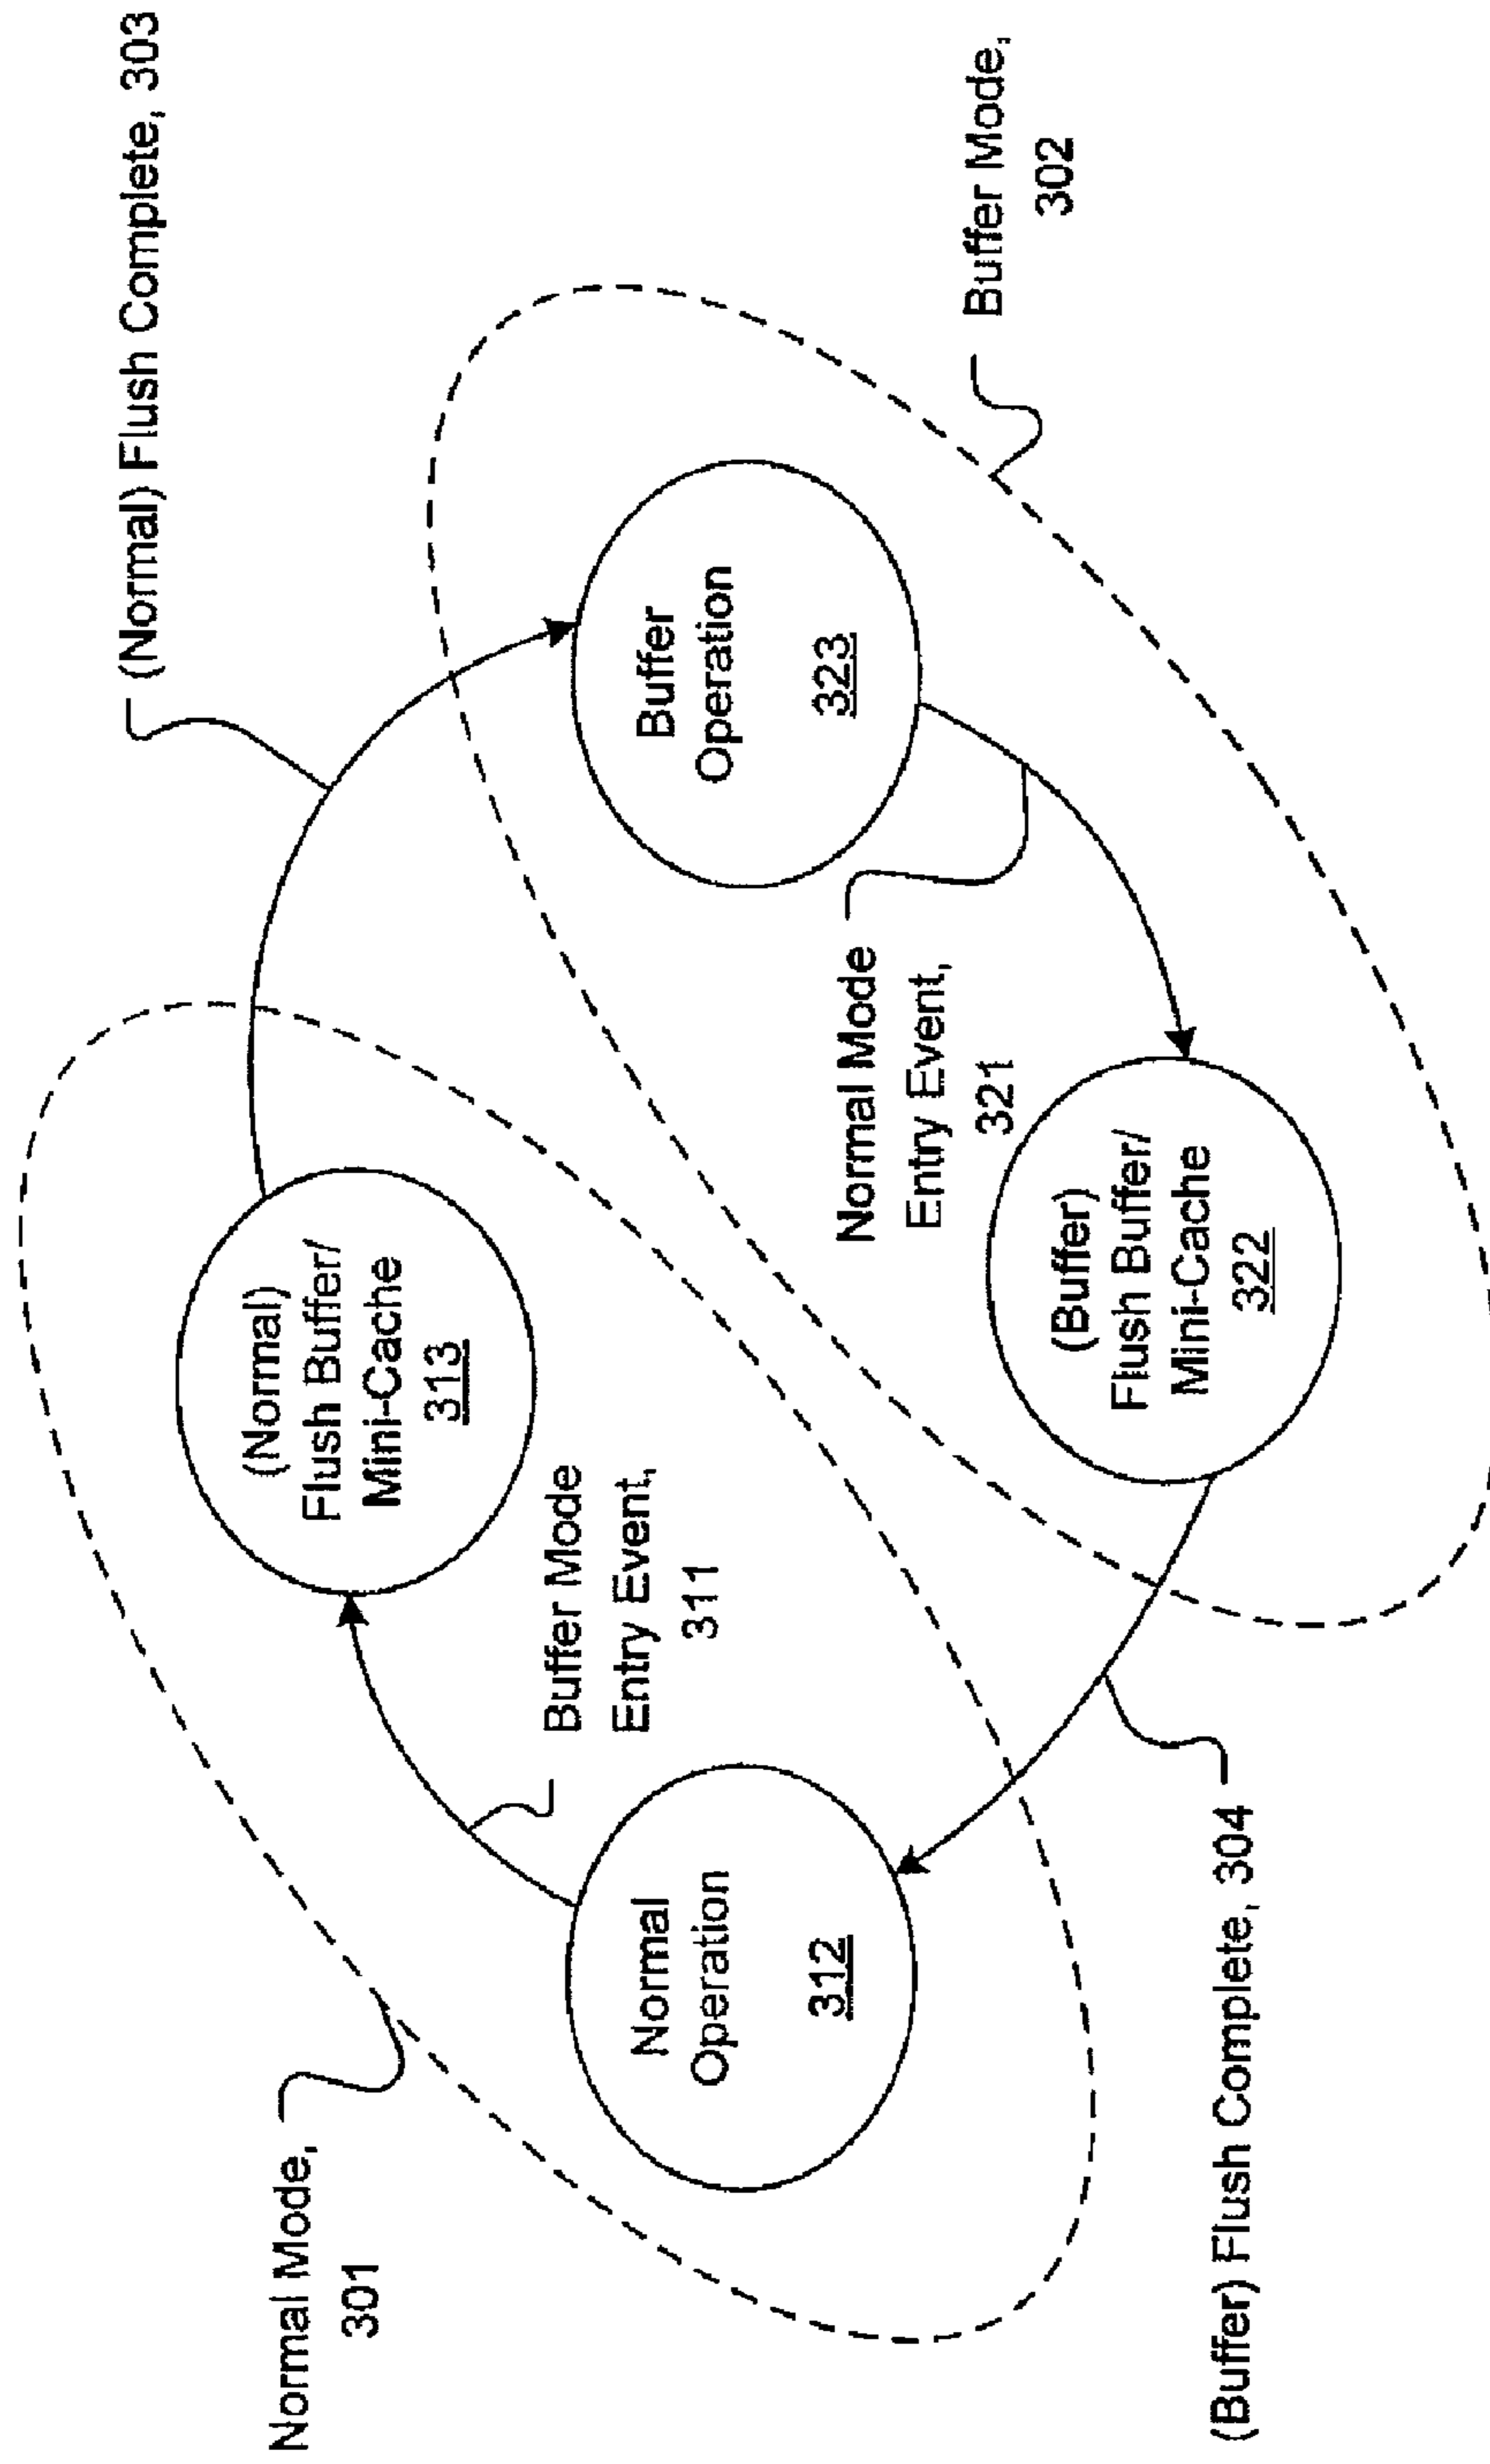 (Normal) Flush Complete, 303
Normal Mode,
301
(Normal)
Flush Buffer/
Mini-Cache
313
Buffer Mode
Entry Event,
311
Normal
Operation
312
Buffer
Operation
323
Normal Mode
Entry Event,
321
(Buffer)
Flush Buffer/
Mini-Cache
322
Buffer Mode,
302
(Buffer) Flush Complete, 304